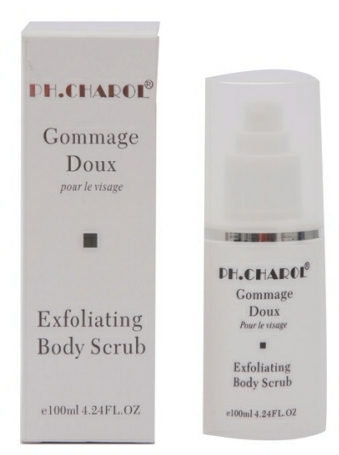 PH.CHAROL®
Gommage
Doux
pour le visage
Exfoliating
Body Scrub
e100ml 4.24FL.OZ
PH.CHAROL®
Gommage
Doux
Pour le visage
Exfoliating
Body Scrub
e100ml 4.24FL.OZ